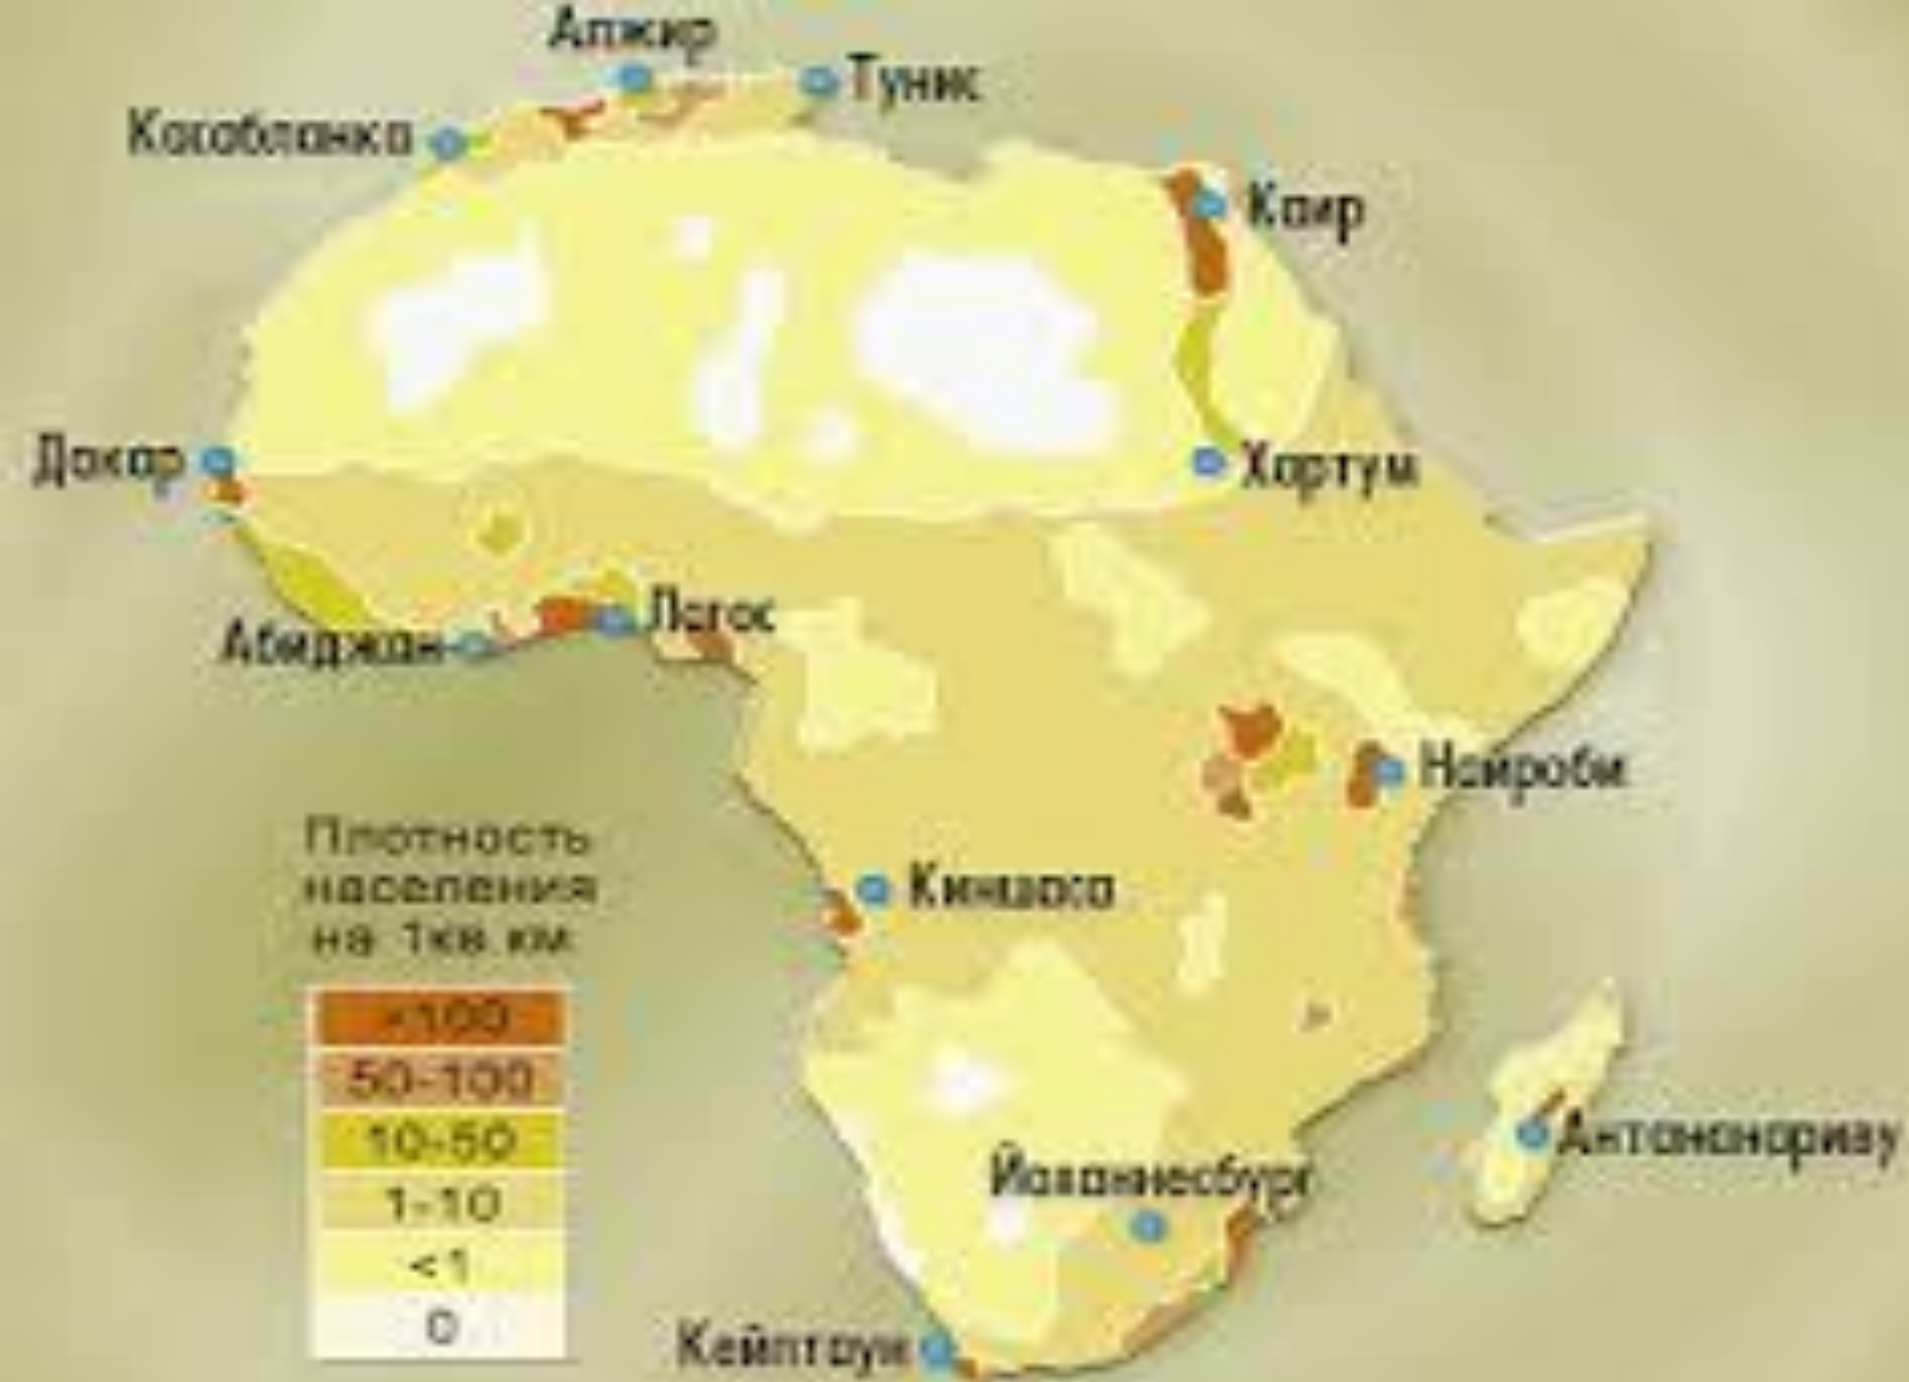 Алжир
Тунис
Касабланка
Каир
Дакар
Хартум
Абиджан
Лагос
Найроби
Плотность
населения
на 1кв км
Киншаса
>100
50-100
10-50
1-10
<1
0
Антананариву
Йоханнесбург
Кейптаун